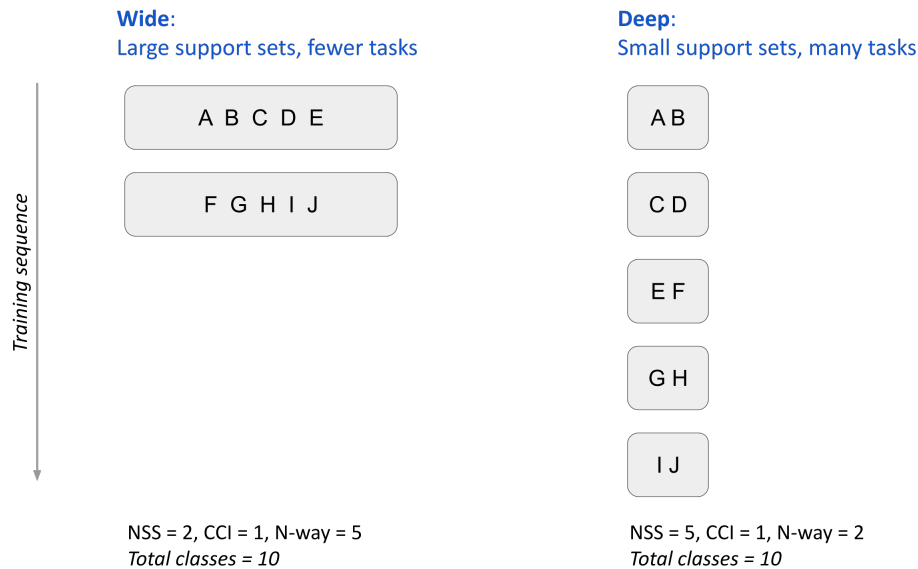 Wide:
Large support sets, fewer tasks
A B C D E
F G H I J
NSS = 2, CCI = 1, N-way = 5
Total classes = 10
Deep:
Small support sets, many tasks
A B
C D
E F
G H
I J
NSS = 5, CCI = 1, N-way = 2
Total classes = 10
Training sequence